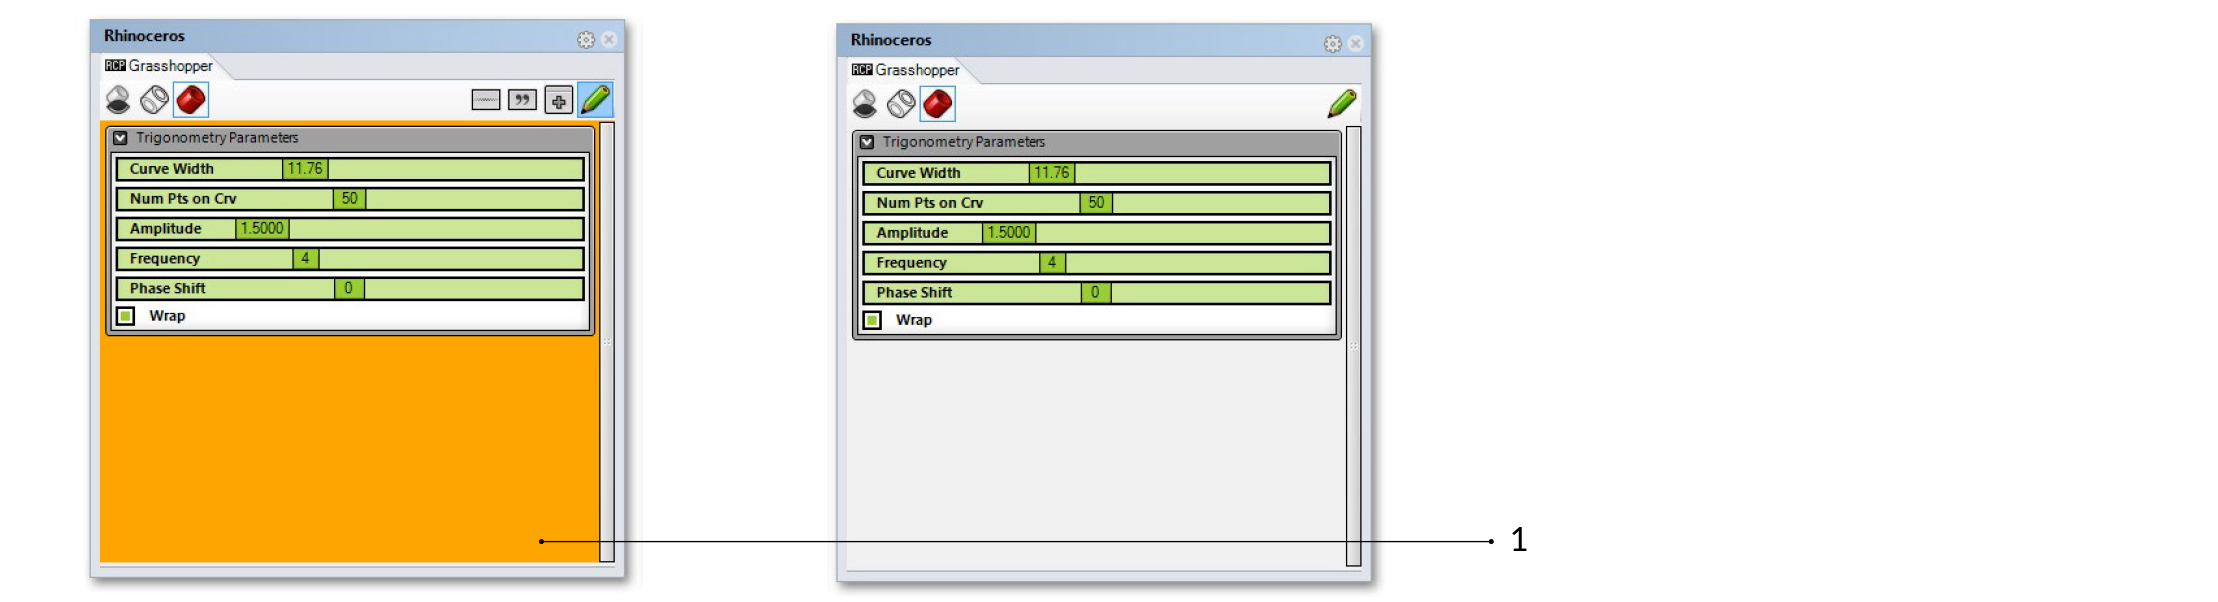 Rhinoceros
RCP Grasshopper
Trigonometry Parameters
Curve Width 11.76
Num Pts on Crv 50
Amplitude 1.5000
Frequency 4
Phase Shift 0
Wrap
Rhinoceros
RCP Grasshopper
Trigonometry Parameters
Curve Width 11.76
Num Pts on Crv 50
Amplitude 1.5000
Frequency 4
Phase Shift 0
Wrap
1